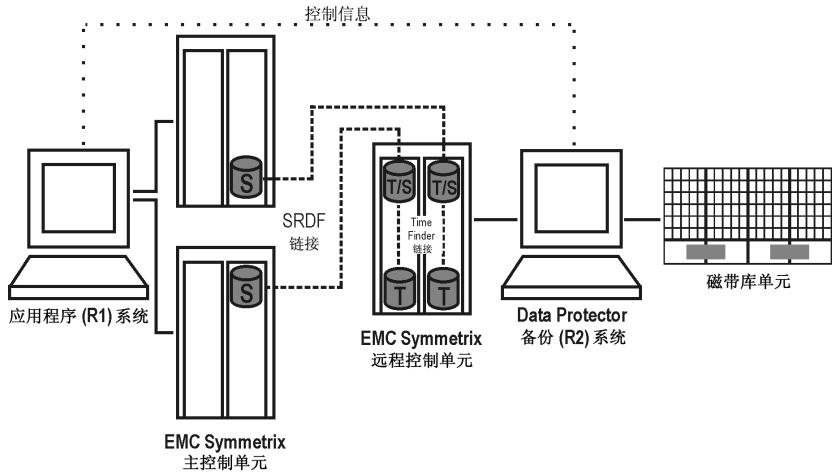 控制信息
S
T/S
T/S
SRDF
链接
Time
Finder
链接
S
T
T
应用程序 (R1) 系统
EMC Symmetrix
远程控制单元
Data Protector
备份 (R2) 系统
磁带库单元
EMC Symmetrix
主控制单元